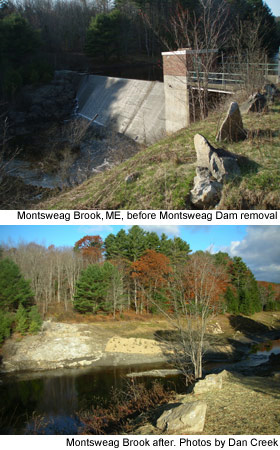 Montsweag Brook, ME, before Montsweag Dam removal
Montsweag Brook after. Photos by Dan Creek